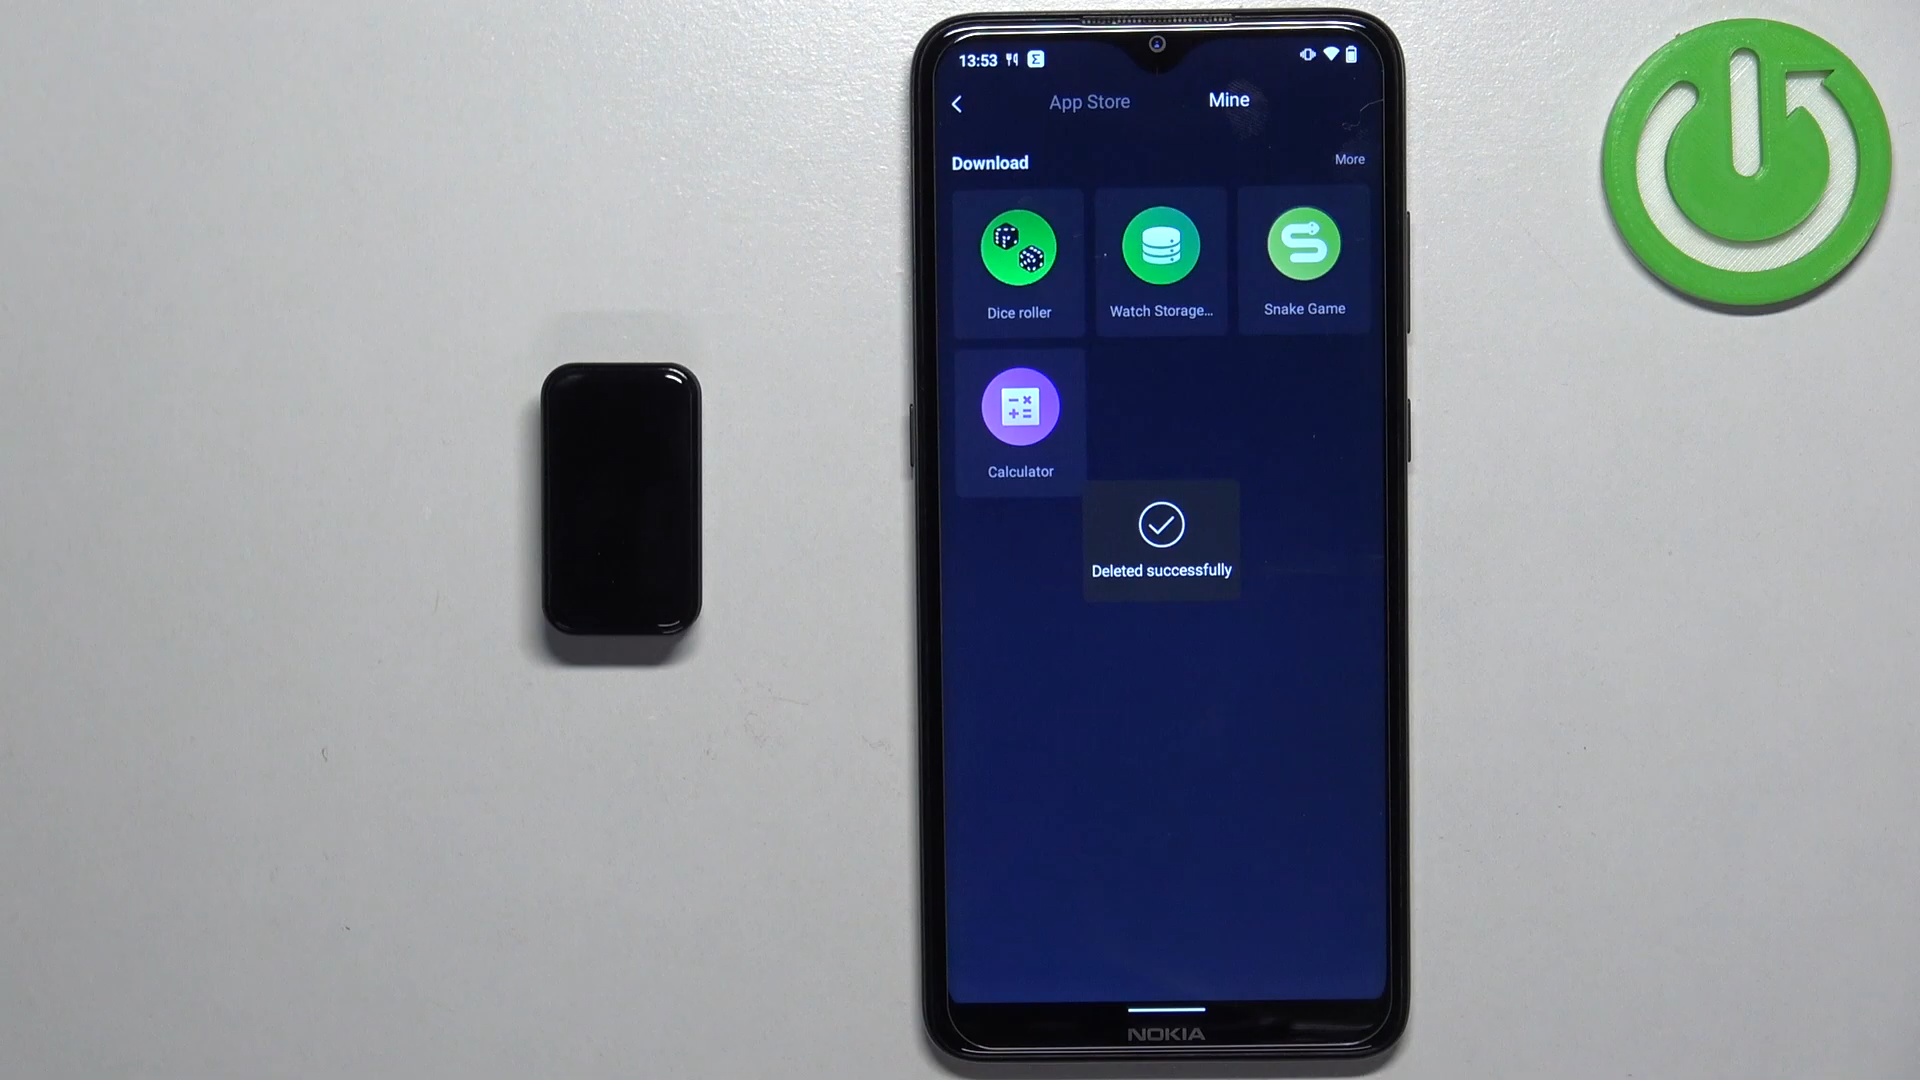 13:53
App Store
Mine
Download
More
Dice roller
Watch Storage...
Snake Game
Calculator
Deleted successfully
NOKIA